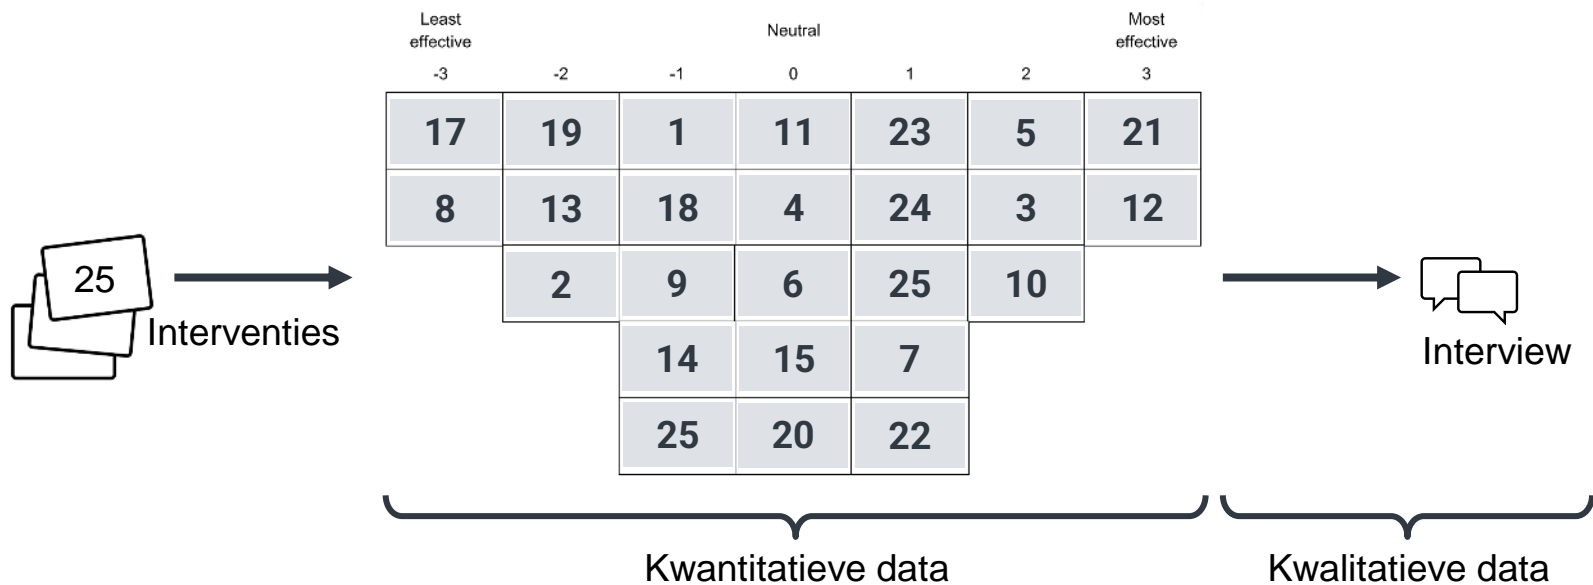 Least effective
Neutral
Most effective
-3 -2 -1 0 1 2 3
17 19 1 11 23 5 21
8 13 18 4 24 3 12
2 9 6 25 10
14 15 7
25 20 22
25
Interventies
Interview
Kwantitatieve data
Kwalitatieve data